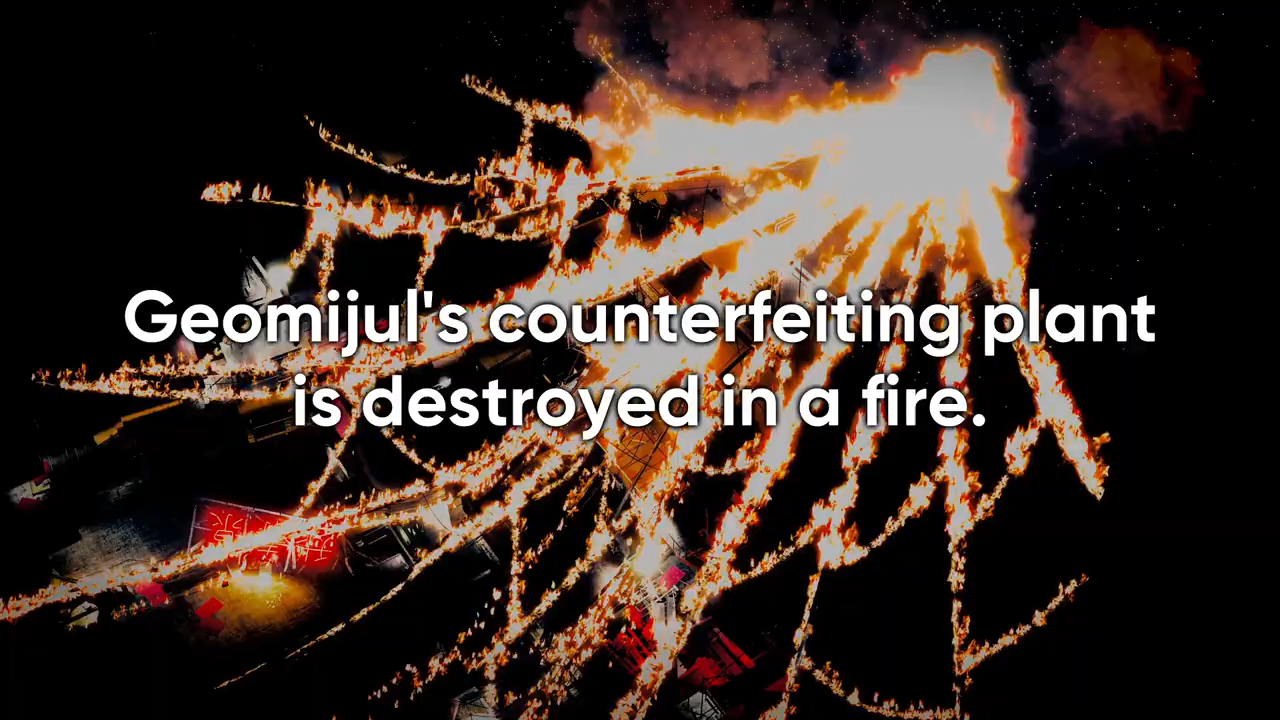 Geomijul's counterfeiting plant
is destroyed in a fire.